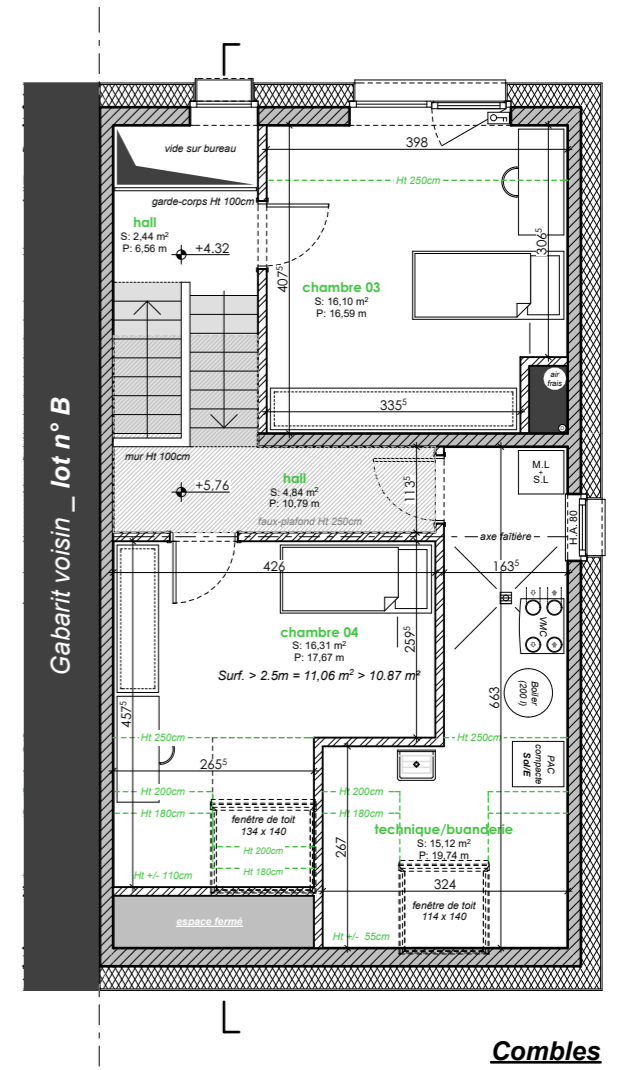 L
vide sur bureau
398
Ht 250cm
garde-corps Ht 100cm
hall
S: 2,44 m²
P: 6,56 m
+4.32
407⁵
306⁵
chambre 03
S: 16,10 m²
P: 16,59 m
air
frais
335⁵
Gabarit voisin _ lot n° B
mur Ht 100cm
hall
S: 4,84 m²
P: 10,79 m
+5,76
113⁵
M.L
+
S.L
faux-plafond Ht 250cm
axe faîtière
H.A. 80
426
163⁵
VMC
chambre 04
S: 16,31 m²
P: 17,67 m
Surf. > 2.5m = 11,06 m² > 10.87 m²
259⁵
663
Boiler
(200 l)
457⁵
Ht 250cm
Ht 250cm
PAC
compacte
Sol/E
265⁵
Ht 200cm
Ht 200cm
Ht 180cm
Ht 180cm
fenêtre de toit
134 x 140
Ht 200cm
Ht 180cm
technique/buanderie
S: 15,12 m²
P: 19,74 m
267
324
Ht +/- 110cm
fenêtre de toit
114 x 140
espace fermé
Ht +/- 55cm
L
Combles